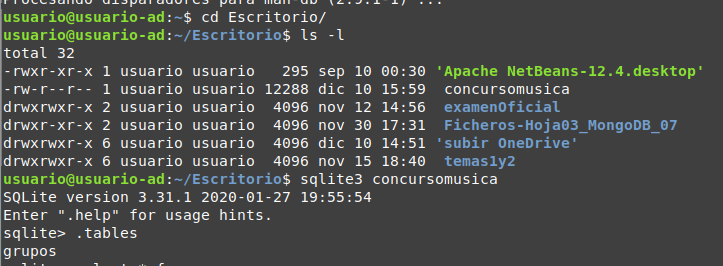 Procesando disparadores para man-db (2.9.1-1) ...
usuario@usuario-ad:~$ cd Escritorio/
usuario@usuario-ad:~/Escritorio$ ls -l
total 32
-rwxr-xr-x 1 usuario usuario   295 sep 10 00:30 'Apache NetBeans-12.4.desktop'
-rw-r--r-- 1 usuario usuario 12288 dic 10 15:59  concursomusica
drwxrwxr-x 2 usuario usuario  4096 nov 12 14:56  examenOficial
drwxr-xr-x 2 usuario usuario  4096 nov 30 17:31  Ficheros-Hoja03_MongoDB_07
drwxrwxr-x 6 usuario usuario  4096 dic 10 14:51 'subir OneDrive'
drwxrwxr-x 6 usuario usuario  4096 nov 15 18:40  temas1y2
usuario@usuario-ad:~/Escritorio$ sqlite3 concursomusica
SQLite version 3.31.1 2020-01-27 19:55:54
Enter ".help" for usage hints.
sqlite> .tables
grupos